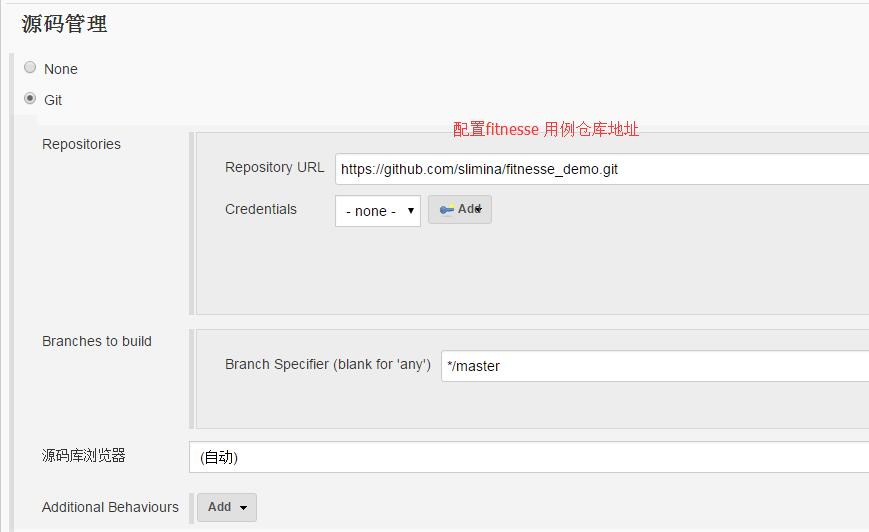 源码管理
None
Git
配置fitnesse 用例仓库地址
Repositories
Repository URL https://github.com/slimina/fitnesse_demo.git
Credentials - none - Add
Branches to build
Branch Specifier (blank for 'any') */master
源码库浏览器 (自动)
Additional Behaviours Add